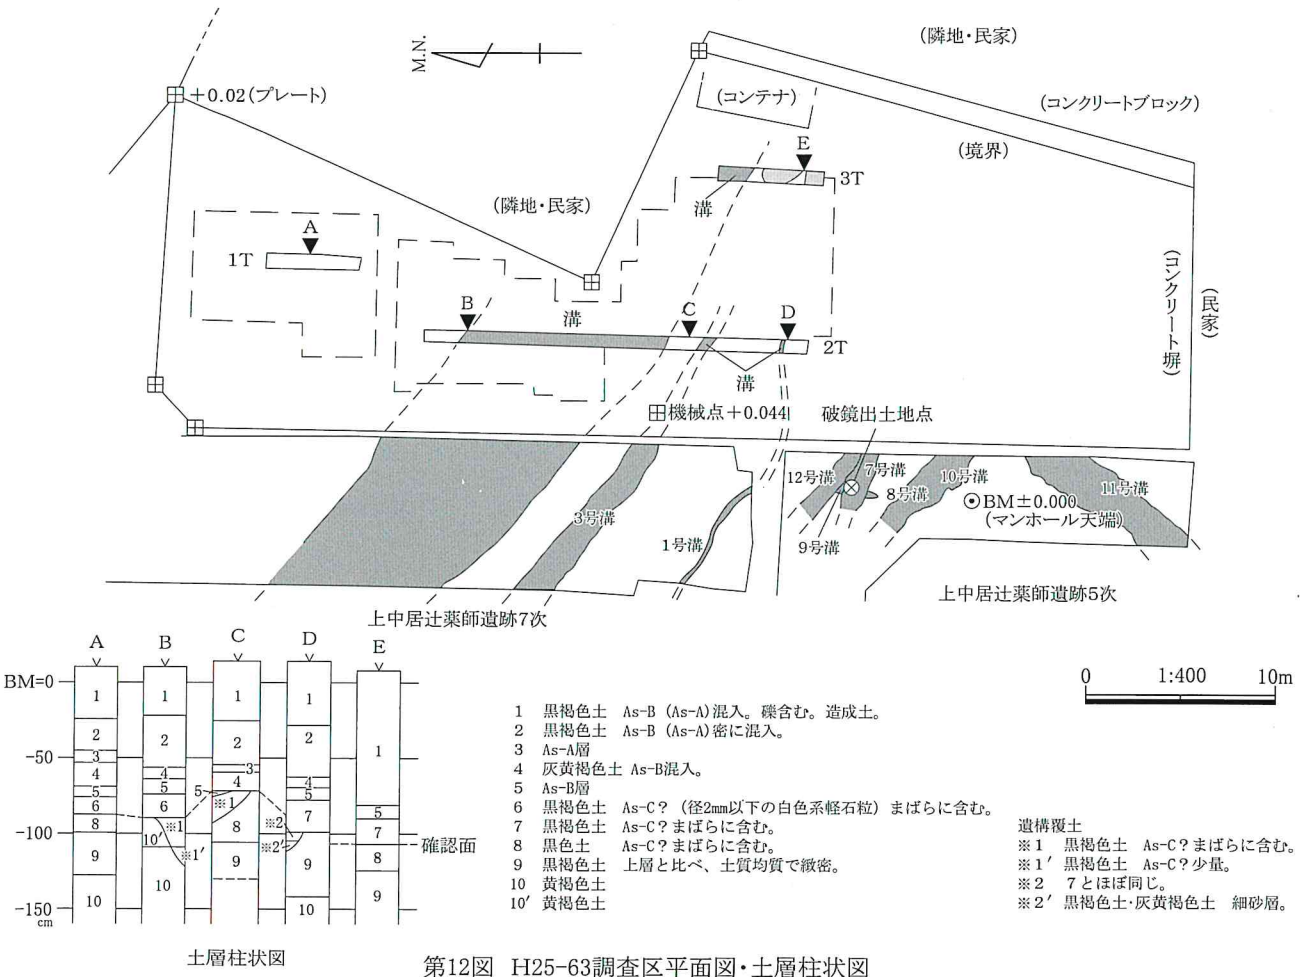 M.N.
+0.02(プレート)
(隣地・民家)
(コンテナ)
(コンクリートブロック)
(境界)
E
3T
溝
(隣地・民家)
A
1T
B
溝
C
D
2T
溝
(コンクリート塀)
(民家)
機械点+0.044
破鏡出土地点
12号溝
7号溝
8号溝
10号溝
11号溝
9号溝
BM±0.000
(マンホール天端)
3号溝
1号溝
上中居辻薬師遺跡7次
上中居辻薬師遺跡5次
0 1:400 10m
A B C D E
BM=0
-50
-100
-150
cm
1 2 3 4 5 6 8 9 10
1 2 4 5 6 ※1 10′ ※1′ 10
1 2 3 4 5 ※1 8 9
1 2 4 5 7 ※2 ※2′ 9 10
1 5 7 8 9
確認面
土層柱状図
1 黒褐色土 As-B (As-A)混入。礫含む。造成土。
2 黒褐色土 As-B (As-A)密に混入。
3 As-A層
4 灰黄褐色土 As-B混入。
5 As-B層
6 黒褐色土 As-C? (径2mm以下の白色系軽石粒) まばらに含む。
7 黒褐色土 As-C? まばらに含む。
8 黒色土 As-C? まばらに含む。
9 黒褐色土 上層と比べ、土質均質で緻密。
10 黄褐色土
10′ 黄褐色土
遺構覆土
※1 黒褐色土 As-C? まばらに含む。
※1′ 黒褐色土 As-C? 少量。
※2 7とほぼ同じ。
※2′ 黒褐色土・灰黄褐色土 細砂層。
第12図 H25-63調査区平面図・土層柱状図